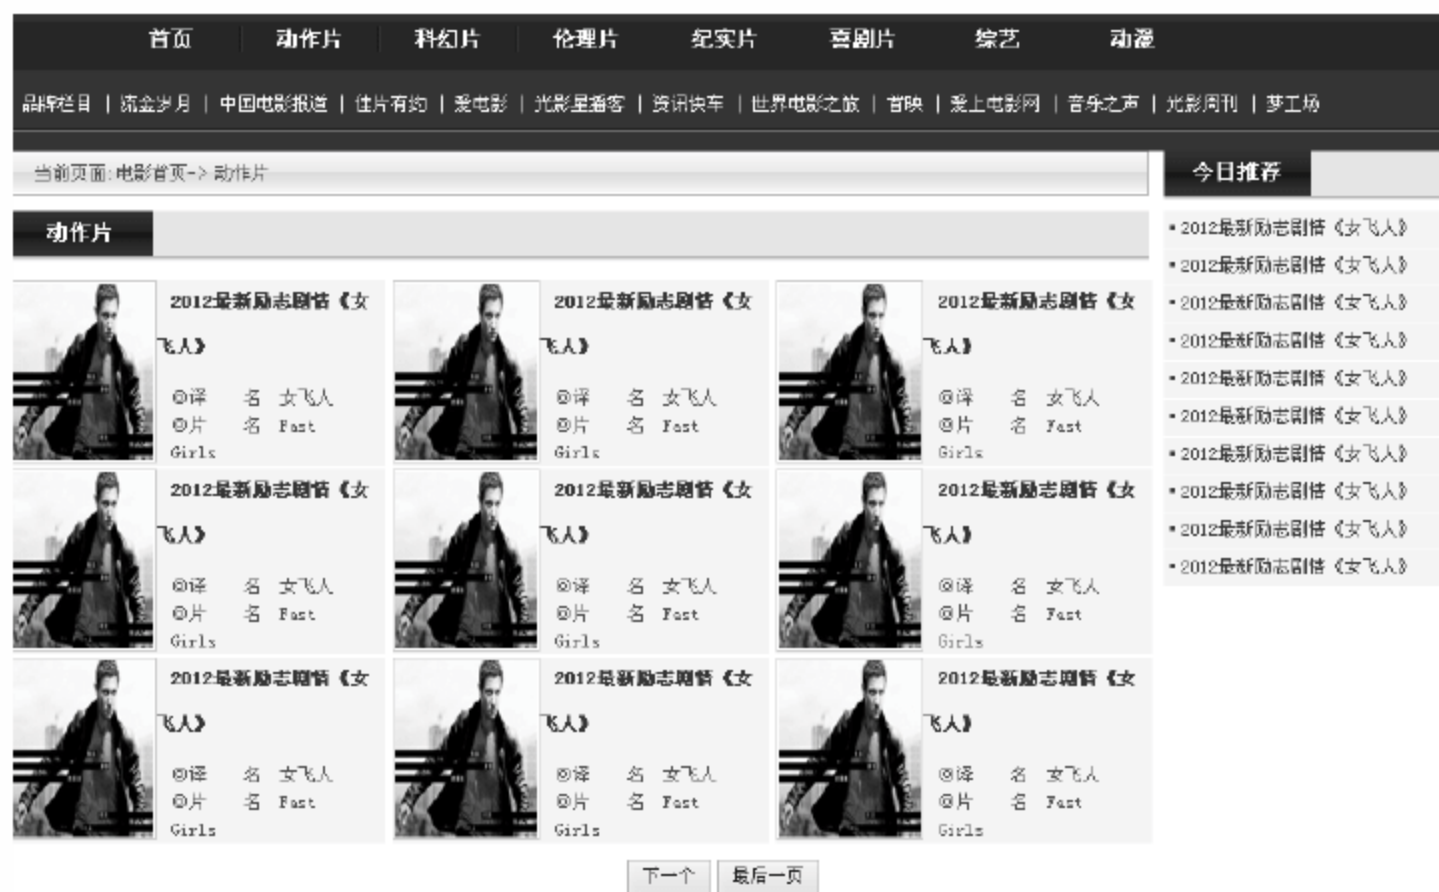 首页 动作片 科幻片 伦理片 纪实片 喜剧片 综艺 动漫
品牌栏目 | 流金岁月 | 中国电影报道 | 佳片有约 | 爱电影 | 光影星播客 | 资讯快车 | 世界电影之旅 | 首映 | 爱上电影网 | 音乐之声 | 光影周刊 | 梦工场
当前页面:电影首页-> 动作片
动作片
2012最新励志剧情《女
飞人》
◎译 名 女飞人
◎片 名 Fast
Girls
2012最新励志剧情《女
飞人》
◎译 名 女飞人
◎片 名 Fast
Girls
2012最新励志剧情《女
飞人》
◎译 名 女飞人
◎片 名 Fast
Girls
2012最新励志剧情《女
飞人》
◎译 名 女飞人
◎片 名 Fast
Girls
2012最新励志剧情《女
飞人》
◎译 名 女飞人
◎片 名 Fast
Girls
2012最新励志剧情《女
飞人》
◎译 名 女飞人
◎片 名 Fast
Girls
2012最新励志剧情《女
飞人》
◎译 名 女飞人
◎片 名 Fast
Girls
2012最新励志剧情《女
飞人》
◎译 名 女飞人
◎片 名 Fast
Girls
2012最新励志剧情《女
飞人》
◎译 名 女飞人
◎片 名 Fast
Girls
下一个 最后一页
今日推荐
▪ 2012最新励志剧情《女飞人》
▪ 2012最新励志剧情《女飞人》
▪ 2012最新励志剧情《女飞人》
▪ 2012最新励志剧情《女飞人》
▪ 2012最新励志剧情《女飞人》
▪ 2012最新励志剧情《女飞人》
▪ 2012最新励志剧情《女飞人》
▪ 2012最新励志剧情《女飞人》
▪ 2012最新励志剧情《女飞人》
▪ 2012最新励志剧情《女飞人》